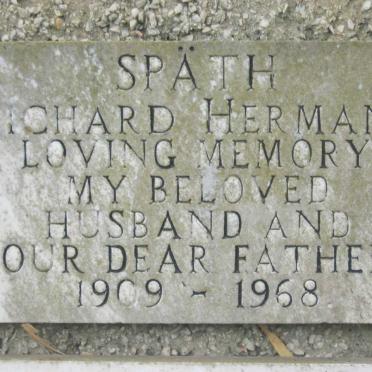 SPÄTH
ICHARD HERMAN
LOVING MEMORY
MY BELOVED
HUSBAND AND
OUR DEAR FATHE
1909 - 1968